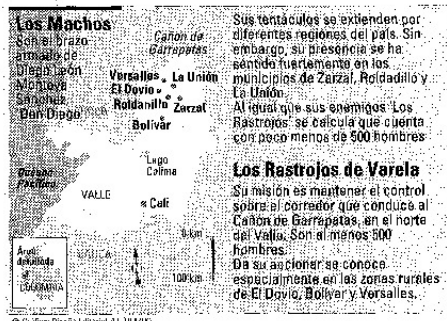 Los Machos
Son el brazo
armado de
Diego León
Montoya
Sánchez
"Don Diego"
Cañón de
Garrapatas
Versalles
La Unión
El Dovio
Roldanillo
Zarzal
Bolívar
Océano
Pacífico
Lago
Calima
VALLE
Cali
0 km
100 km
Área
detallada
COLOMBIA
Sus tentáculos se extienden por
diferentes regiones del país. Sin
embargo, su presencia se ha
sentido fuertemente en los
municipios de Zarzal, Roldadillo y
La Unión.
Al igual que sus enemigos 'Los
Rastrojos' se calcula que cuenta
con poco menos de 500 hombres
Los Rastrojos de Varela
Su misión es mantener el control
sobre el corredor que conduce al
Cañón de Garrapatas, en el norte
del Valle. Son al menos 500
hombres.
Da su accionar se conoce
especialmente en las zonas rurales
de El Dovio, Bolívar y Versalles.